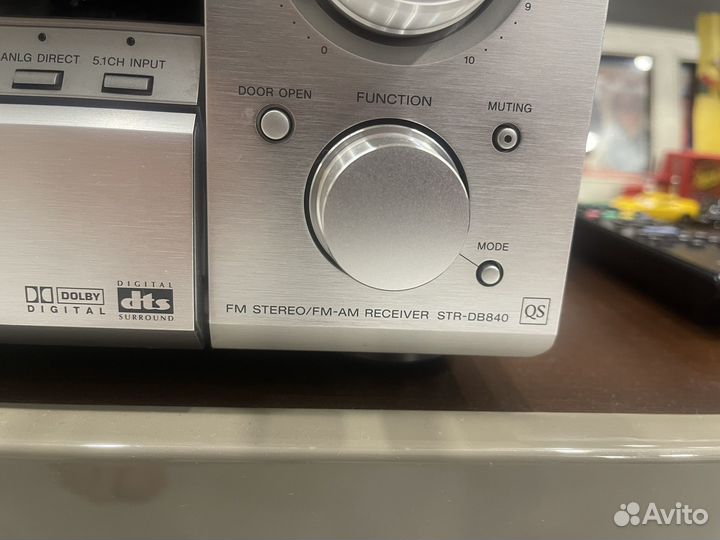 9
0
10
ANLG DIRECT
5.1CH INPUT
DOOR OPEN
FUNCTION
MUTING
MODE
DOLBY
DIGITAL
DIGITAL
dts
SURROUND
FM STEREO/FM-AM RECEIVER STR-DB840
QS
Avito